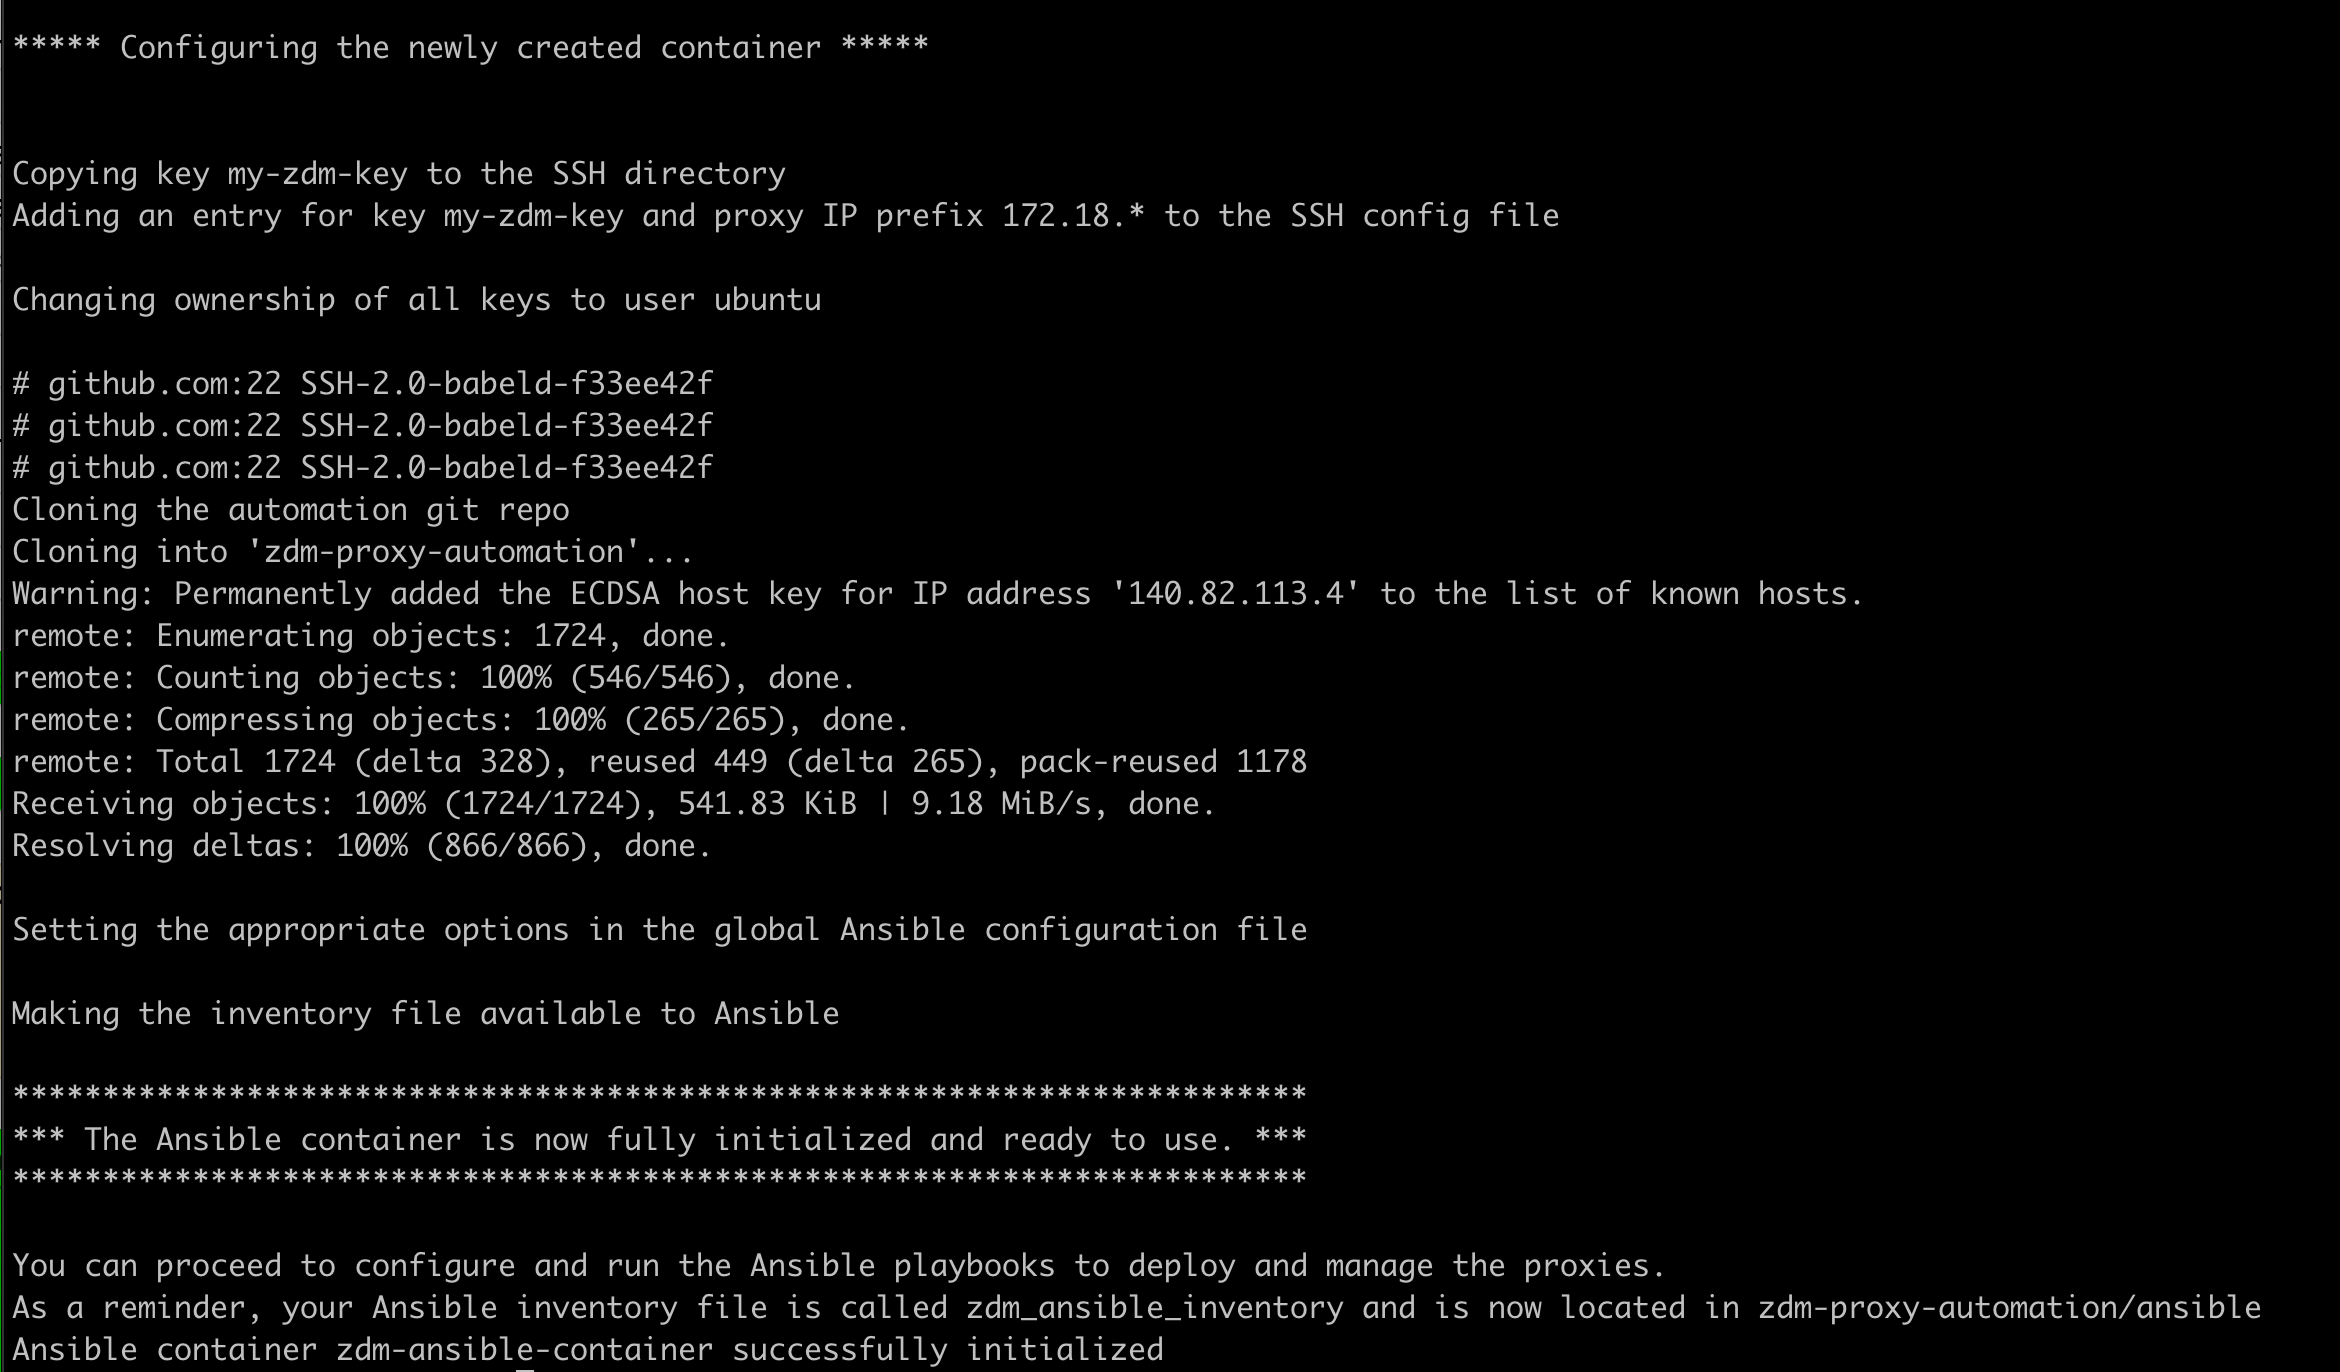 ***** Configuring the newly created container *****
Copying key my-zdm-key to the SSH directory
Adding an entry for key my-zdm-key and proxy IP prefix 172.18.* to the SSH config file
Changing ownership of all keys to user ubuntu
# github.com:22 SSH-2.0-babeld-f33ee42f
# github.com:22 SSH-2.0-babeld-f33ee42f
# github.com:22 SSH-2.0-babeld-f33ee42f
Cloning the automation git repo
Cloning into 'zdm-proxy-automation'...
Warning: Permanently added the ECDSA host key for IP address '140.82.113.4' to the list of known hosts.
remote: Enumerating objects: 1724, done.
remote: Counting objects: 100% (546/546), done.
remote: Compressing objects: 100% (265/265), done.
remote: Total 1724 (delta 328), reused 449 (delta 265), pack-reused 1178
Receiving objects: 100% (1724/1724), 541.83 KiB | 9.18 MiB/s, done.
Resolving deltas: 100% (866/866), done.
Setting the appropriate options in the global Ansible configuration file
Making the inventory file available to Ansible
************************************************************************
*** The Ansible container is now fully initialized and ready to use. ***
************************************************************************
You can proceed to configure and run the Ansible playbooks to deploy and manage the proxies.
As a reminder, your Ansible inventory file is called zdm_ansible_inventory and is now located in zdm-proxy-automation/ansible
Ansible container zdm-ansible-container successfully initialized